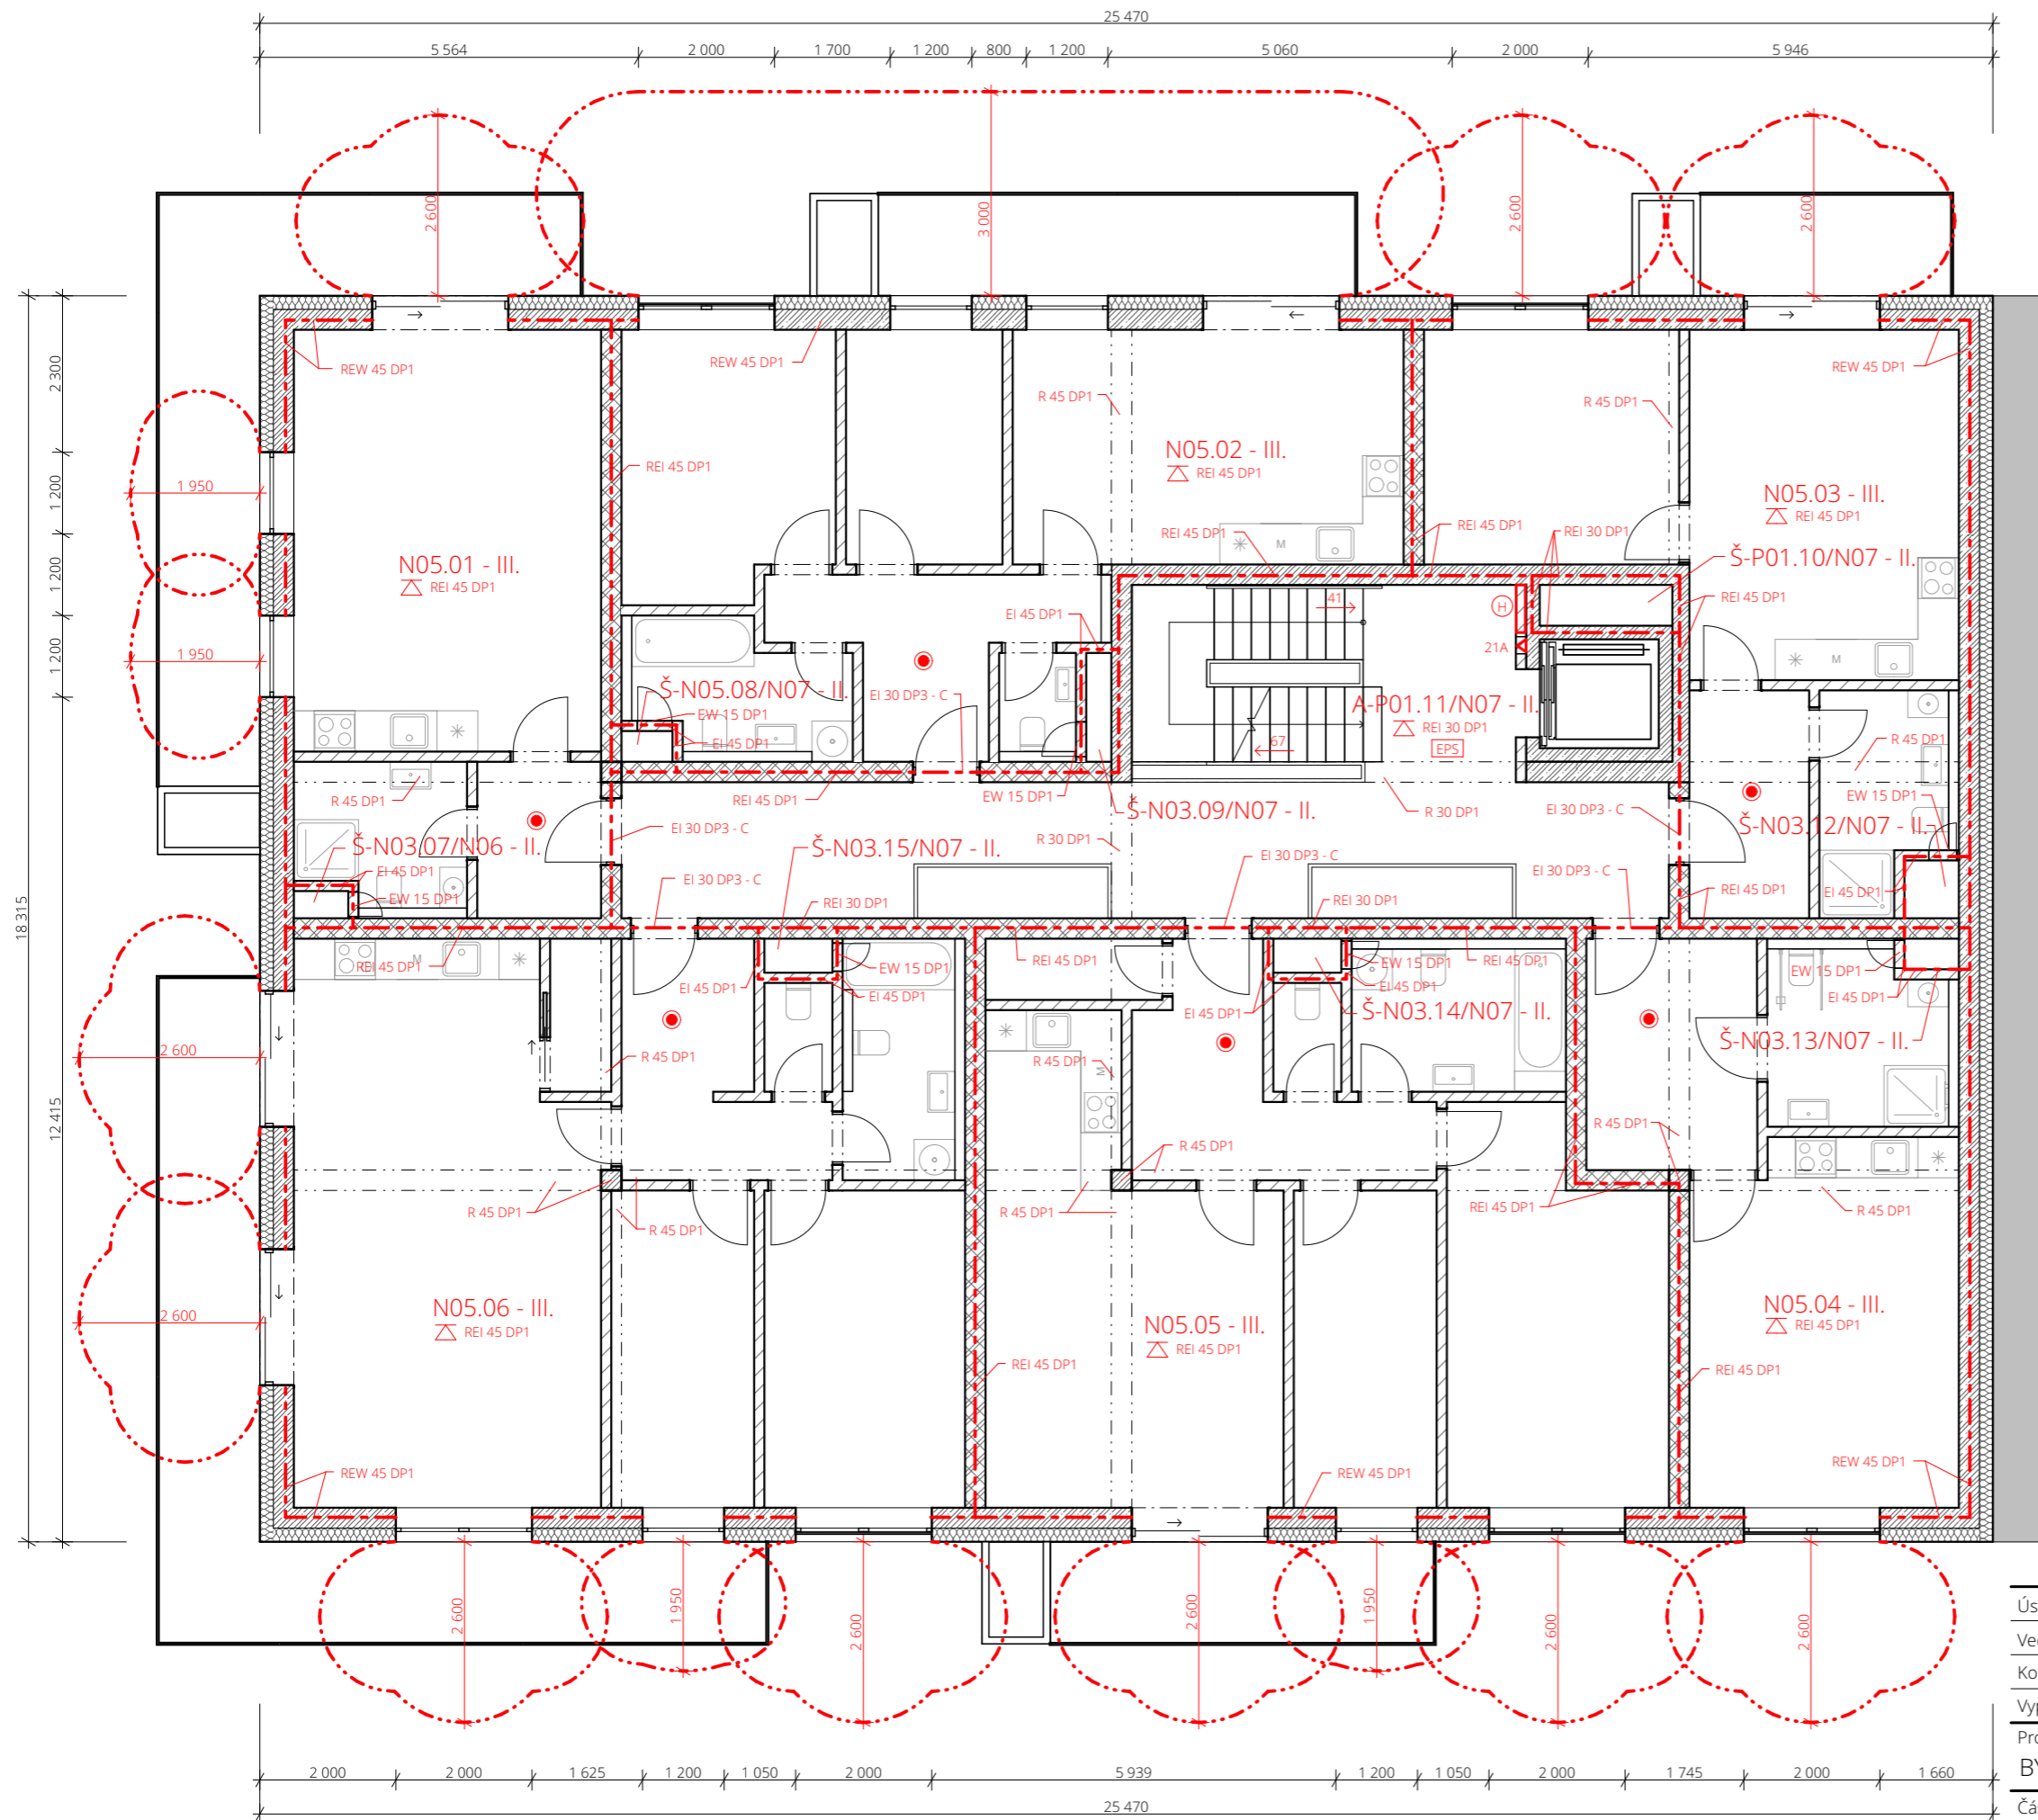 25 470
5 564 2 000 1 700 1 200 800 1 200 5 060 2 000 5 946
2 600 3 000 2 600 2 600
2 300
1 200
1 200
1 200
18 315
12 415
1 950
1 950
2 600
2 600
REW 45 DP1
REW 45 DP1
REW 45 DP1
R 45 DP1
R 45 DP1
N05.02 - III.
REI 45 DP1
REI 45 DP1
N05.03 - III.
REI 45 DP1
REI 45 DP1
REI 45 DP1
REI 30 DP1
M
Š-P01.10/N07 - II.
N05.01 - III.
REI 45 DP1
41
H
REI 45 DP1
EI 45 DP1
21A
M
Š-N05.08/N07 - II.
EI 30 DP3 - C
A-P01.11/N07 - II.
REI 30 DP1
EPS
EW 15 DP1
EI 45 DP1
67
R 45 DP1
R 45 DP1
REI 45 DP1
EW 15 DP1
Š-N03.09/N07 - II.
R 30 DP1
EI 30 DP3 - C
EW 15 DP1
EI 30 DP3 - C
R 30 DP1
Š-N03.12/N07 - II.
Š-N03.07/N06 - II.
Š-N03.15/N07 - II.
EI 45 DP1
EW 15 DP1
EI 30 DP3 - C
EI 30 DP3 - C
EI 30 DP3 - C
REI 30 DP1
REI 30 DP1
REI 45 DP1
EI 45 DP1
M
REI 45 DP1
EW 15 DP1
REI 45 DP1
EW 15 DP1
REI 45 DP1
EW 15 DP1
EI 45 DP1
EI 45 DP1
EI 45 DP1
EI 45 DP1
EI 45 DP1
Š-N03.14/N07 - II.
Š-N03.13/N07 - II.
R 45 DP1
R 45 DP1
M
R 45 DP1
R 45 DP1
R 45 DP1
R 45 DP1
R 45 DP1
REI 45 DP1
R 45 DP1
N05.06 - III.
REI 45 DP1
N05.05 - III.
REI 45 DP1
N05.04 - III.
REI 45 DP1
REI 45 DP1
REI 45 DP1
REW 45 DP1
REW 45 DP1
REW 45 DP1
2 600 1 950 2 600 2 600 1 950 2 600 2 600
2 000 2 000 1 625 1 200 1 050 2 000 5 939 1 200 1 050 2 000 1 745 2 000 1 660
25 470